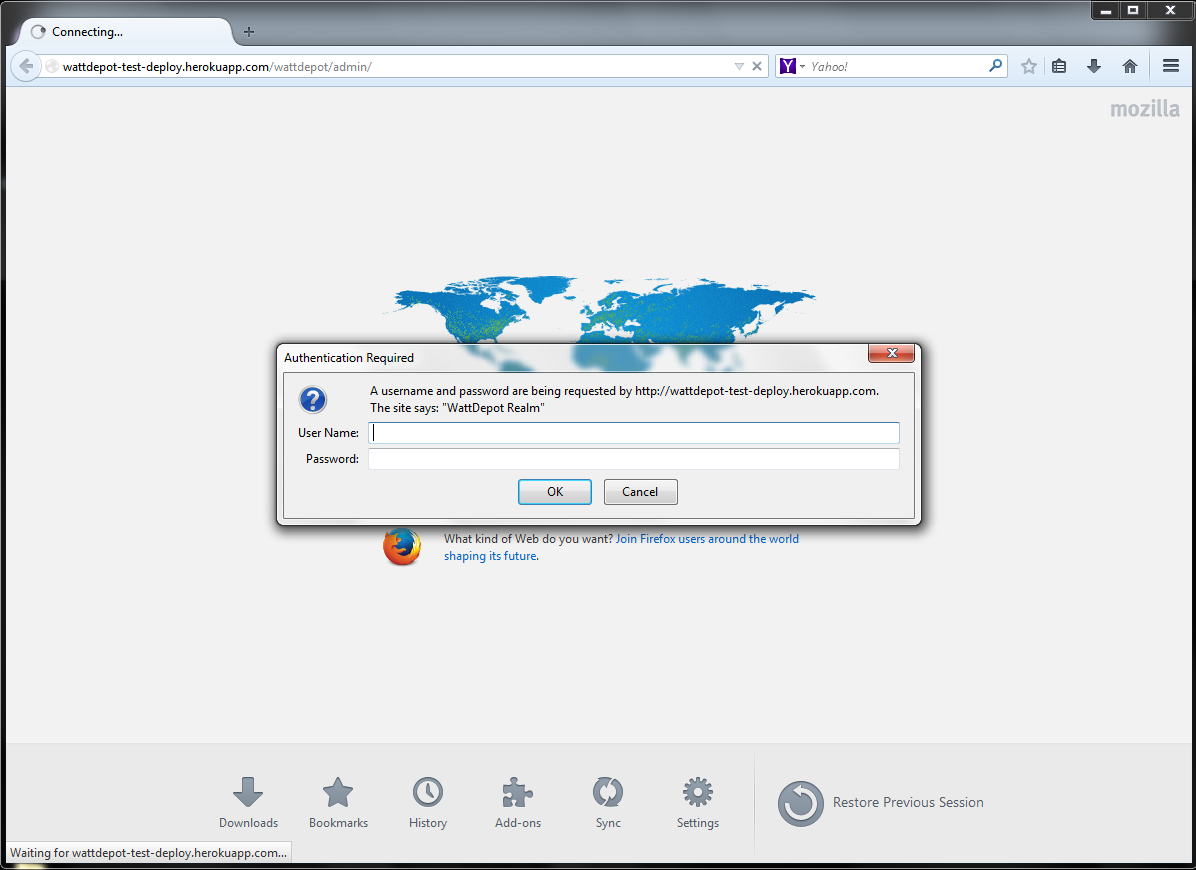 Connecting...
wattdepot-test-deploy.herokuapp.com/wattdepot/admin/
Y
Yahoo!
mozilla
Authentication Required
A username and password are being requested by http://wattdepot-test-deploy.herokuapp.com.
The site says: "WattDepot Realm"
User Name:
Password:
OK
Cancel
What kind of Web do you want? Join Firefox users around the world
shaping its future.
Downloads
Bookmarks
History
Add-ons
Sync
Settings
Restore Previous Session
Waiting for wattdepot-test-deploy.herokuapp.com...